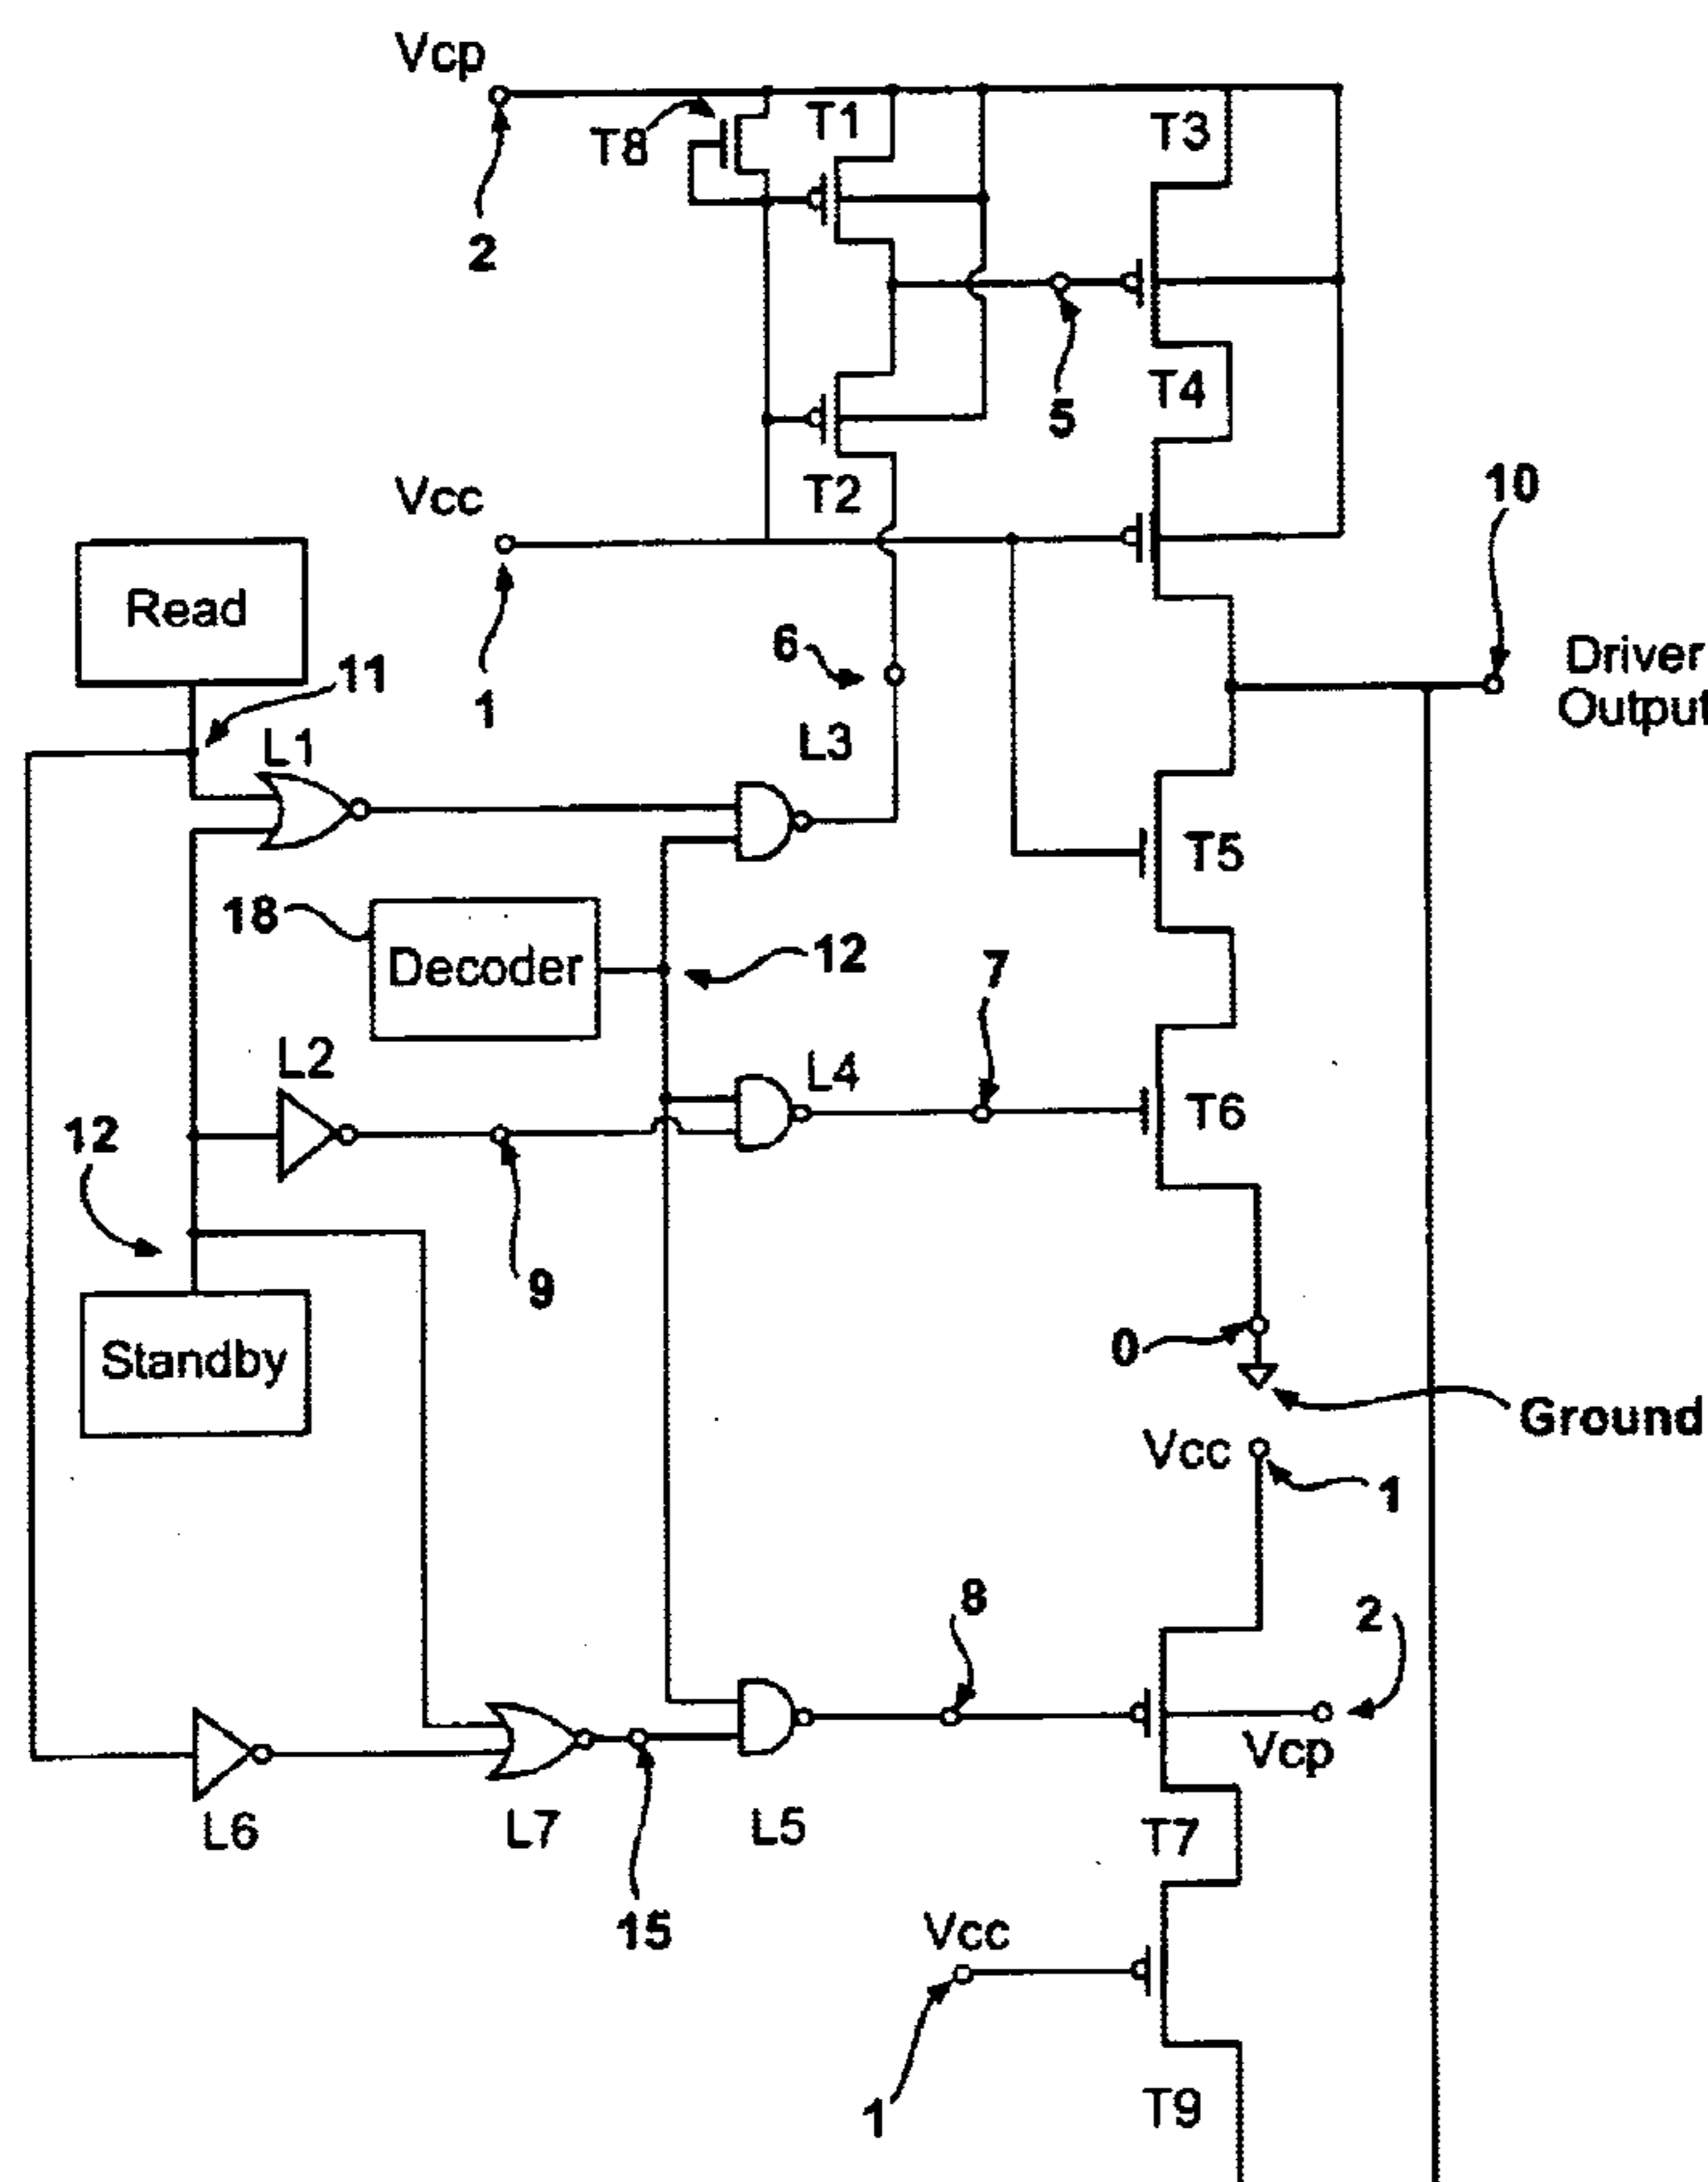 Vcp
T8
T1
T3
2
5
T4
T2
Vcc
10
1
Read
11
6
Driver
Output
L1
L3
T5
18
Decoder
12
7
L2
L4
T6
12
9
Standby
0
Ground
Vcc
1
8
2
Vcp
L6
L7
L5
T7
15
Vcc
1
T9